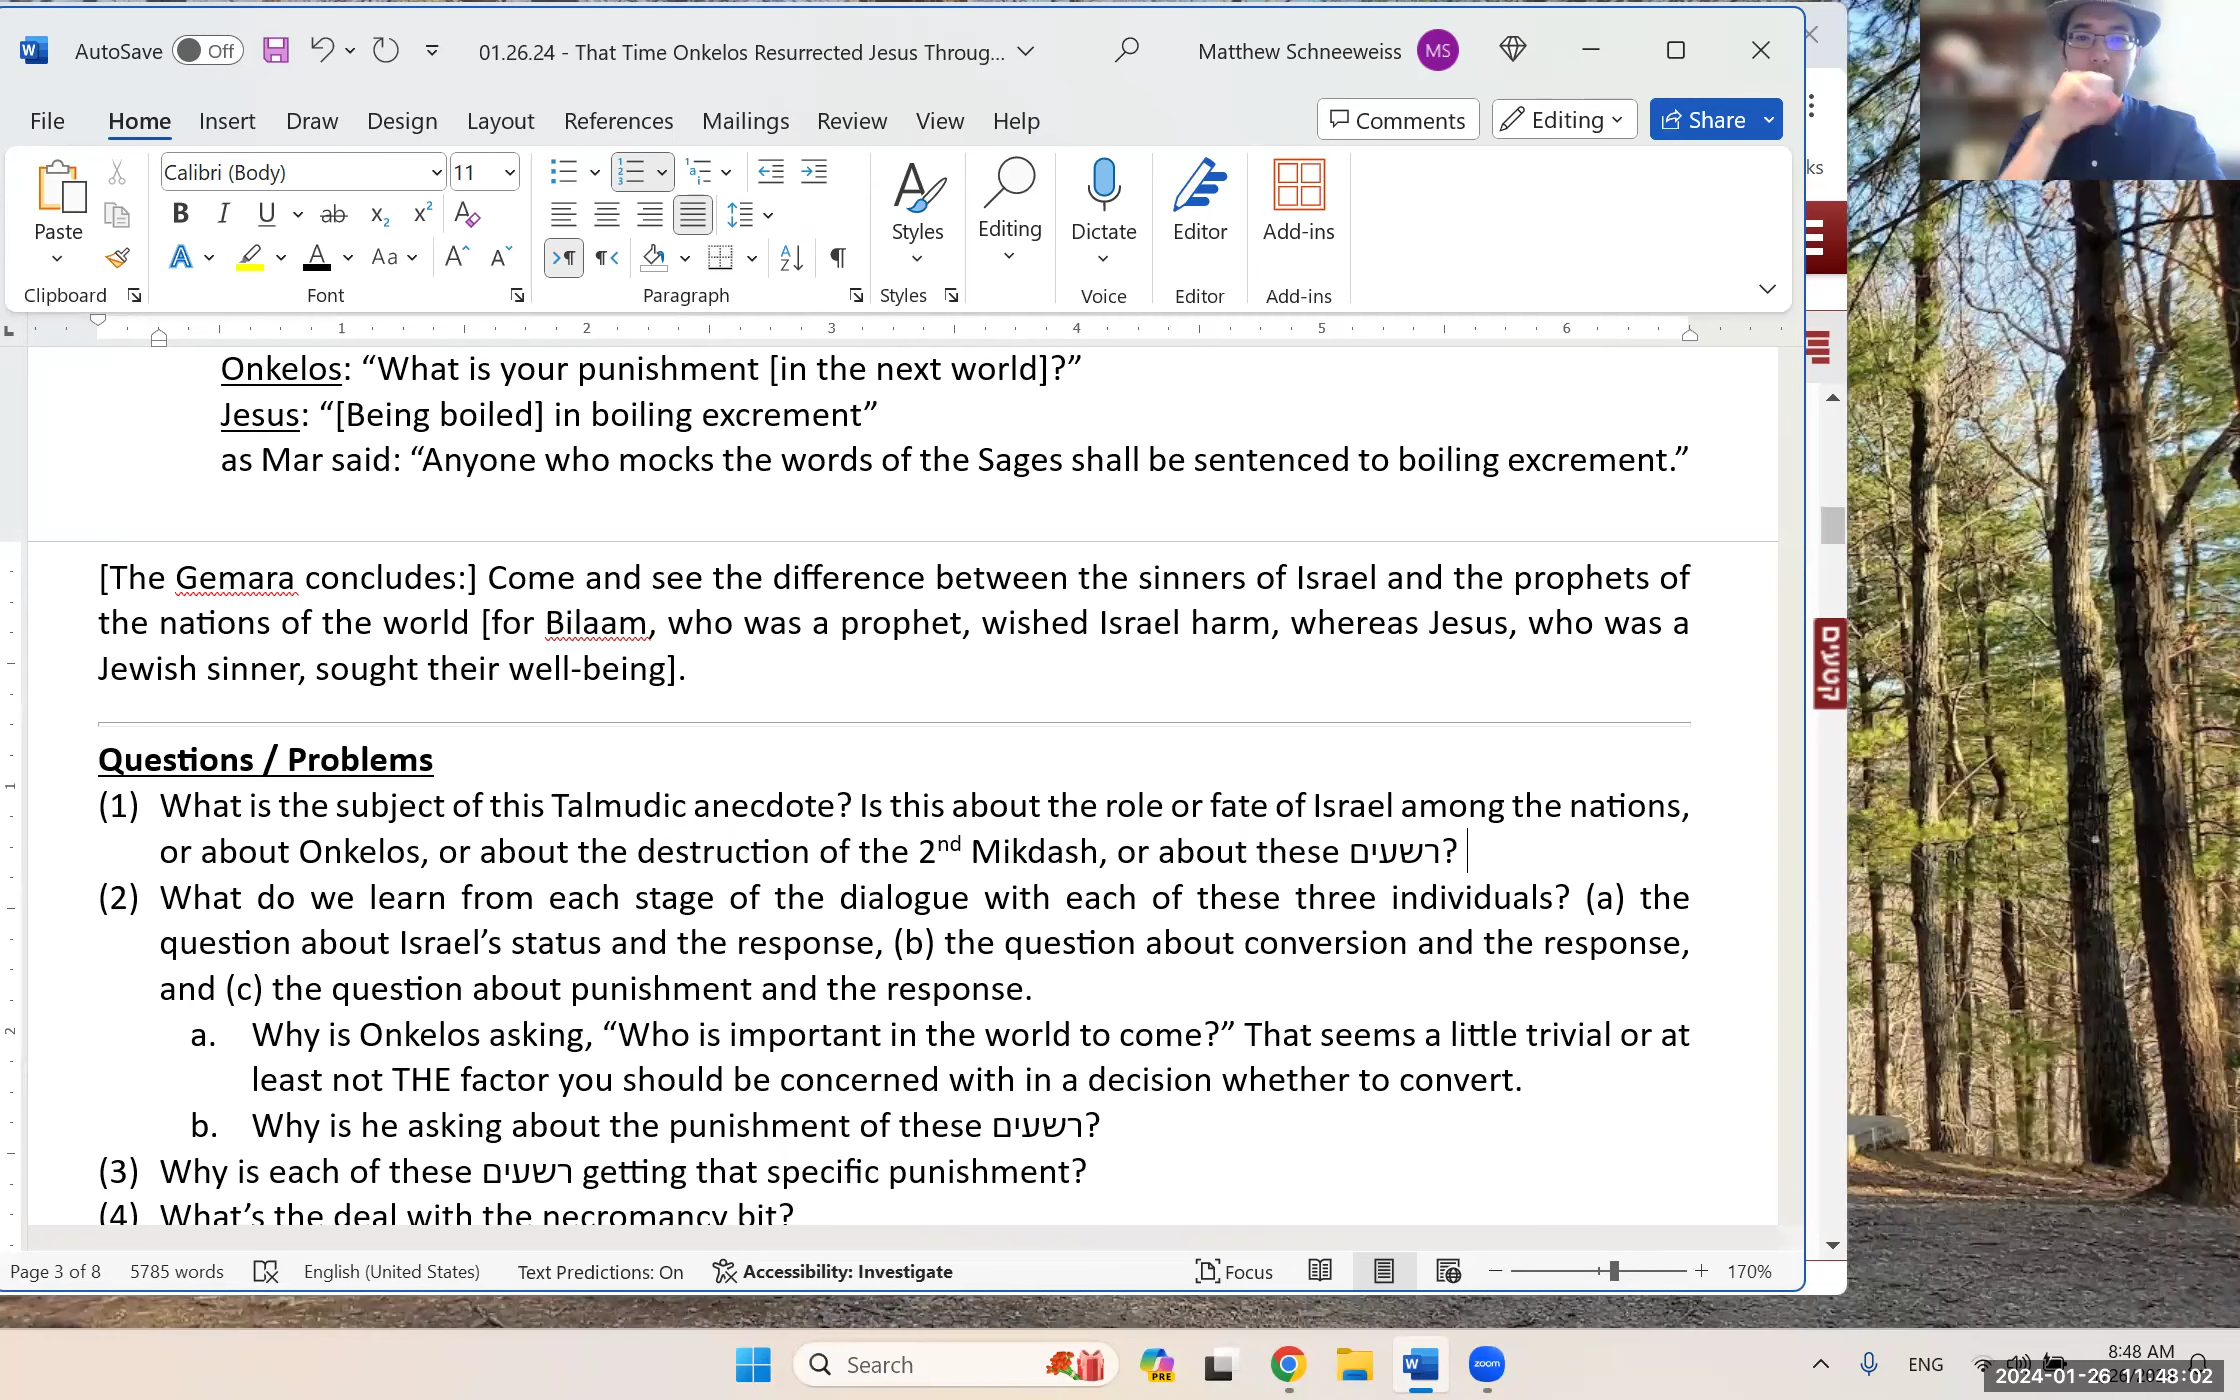 AutoSave Off 01.26.24 - That Time Onkelos Resurrected Jesus Throug... Matthew Schneeweiss MS
File Home Insert Draw Design Layout References Mailings Review View Help Comments Editing Share
Calibri (Body) 11
Paste Styles Editing Dictate Editor Add-ins
Clipboard Font Paragraph Styles Voice Editor Add-ins
1 2 3 4 5 6
Onkelos: “What is your punishment [in the next world]?”
Jesus: “[Being boiled] in boiling excrement”
as Mar said: “Anyone who mocks the words of the Sages shall be sentenced to boiling excrement.”
[The Gemara concludes:] Come and see the difference between the sinners of Israel and the prophets of
the nations of the world [for Bilaam, who was a prophet, wished Israel harm, whereas Jesus, who was a
Jewish sinner, sought their well-being].
Questions / Problems
(1) What is the subject of this Talmudic anecdote? Is this about the role or fate of Israel among the nations,
or about Onkelos, or about the destruction of the 2nd Mikdash, or about these רשעים?
(2) What do we learn from each stage of the dialogue with each of these three individuals? (a) the
question about Israel’s status and the response, (b) the question about conversion and the response,
and (c) the question about punishment and the response.
a. Why is Onkelos asking, “Who is important in the world to come?” That seems a little trivial or at
least not THE factor you should be concerned with in a decision whether to convert.
b. Why is he asking about the punishment of these רשעים?
(3) Why is each of these רשעים getting that specific punishment?
(4) What’s the deal with the necromancy bit?
ks
קטעים
Page 3 of 8 5785 words English (United States) Text Predictions: On Accessibility: Investigate Focus 170%
Search PRE zoom ENG 8:48 AM
2024-01-26 11:48:02